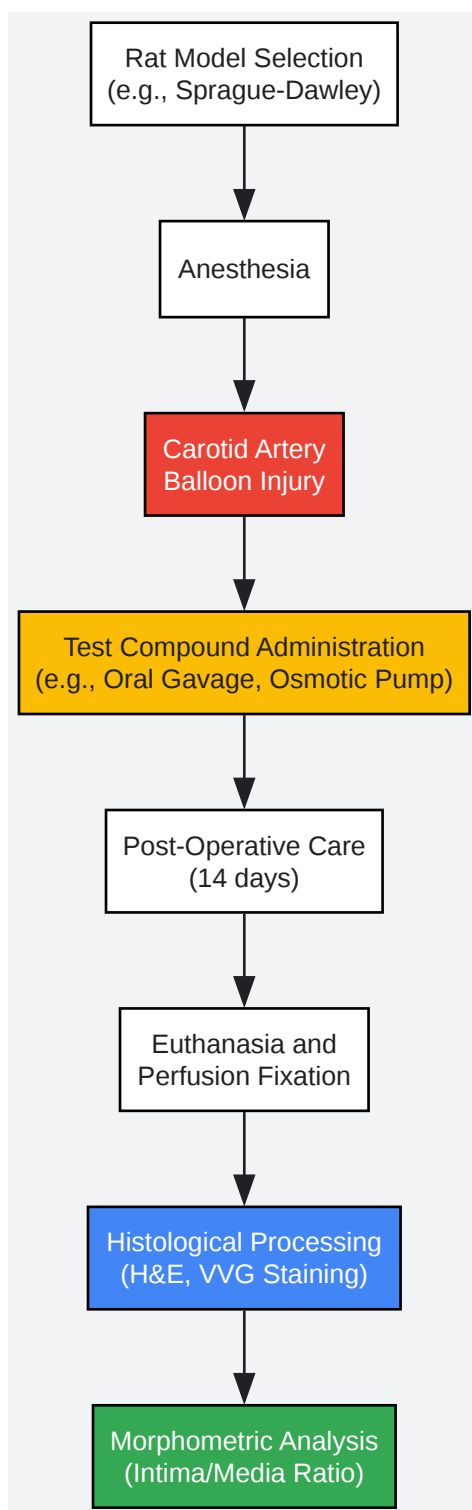 Rat Model Selection
(e.g., Sprague-Dawley)
Anesthesia
Carotid Artery
Balloon Injury
Test Compound Administration
(e.g., Oral Gavage, Osmotic Pump)
Post-Operative Care
(14 days)
Euthanasia and
Perfusion Fixation
Histological Processing
(H&E, VVG Staining)
Morphometric Analysis
(Intima/Media Ratio)